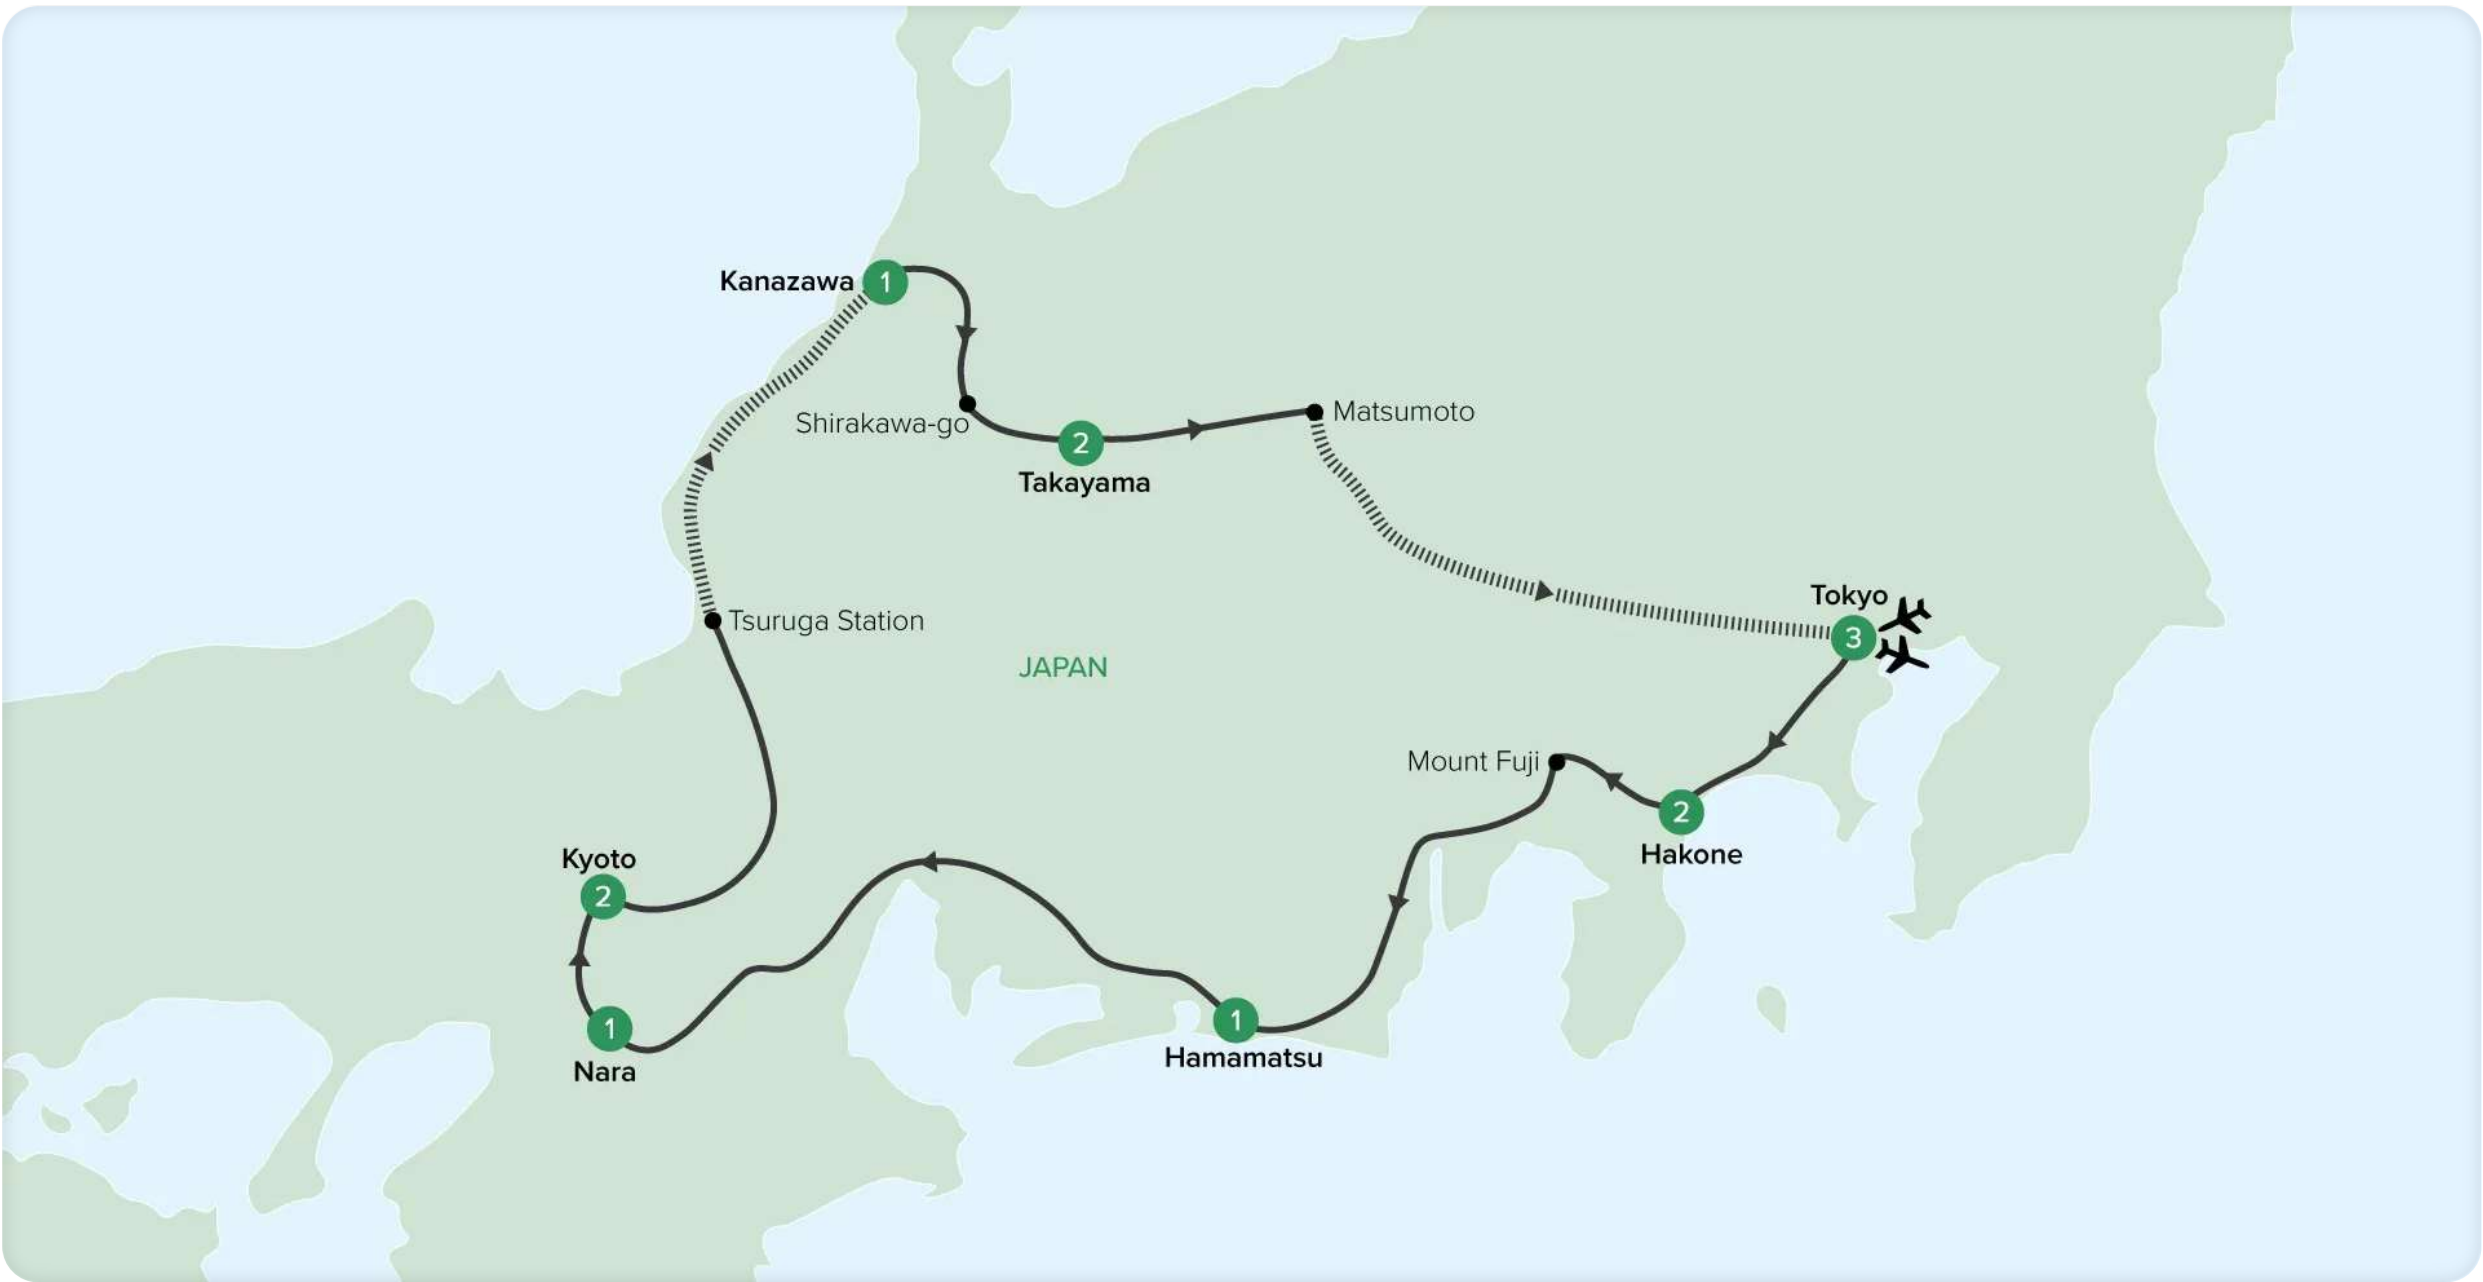 Kanazawa
1
Shirakawa-go
2
Takayama
Matsumoto
Tokyo
3
Tsuruga Station
JAPAN
Mount Fuji
2
Hakone
Kyoto
2
1
Nara
1
Hamamatsu